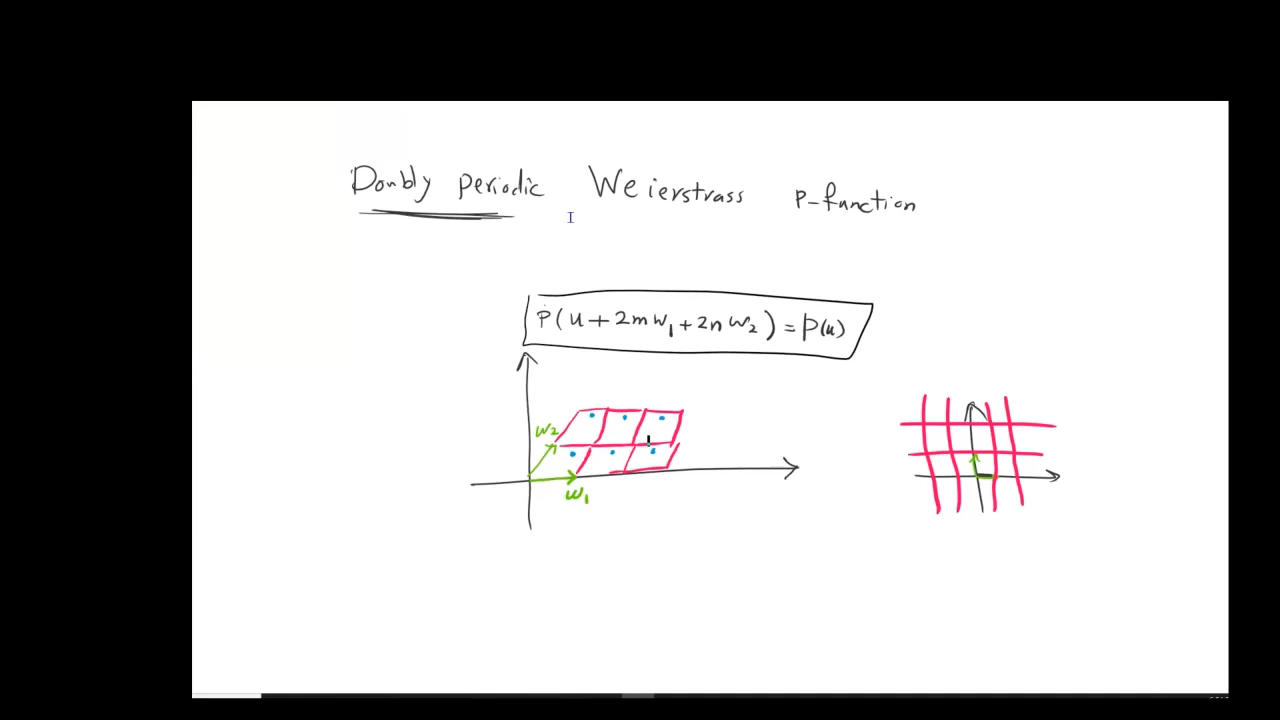 Doubly periodic Weierstrass P-function
P(u+2mw₁+2nw₂)=P(u)
w₂
w₁